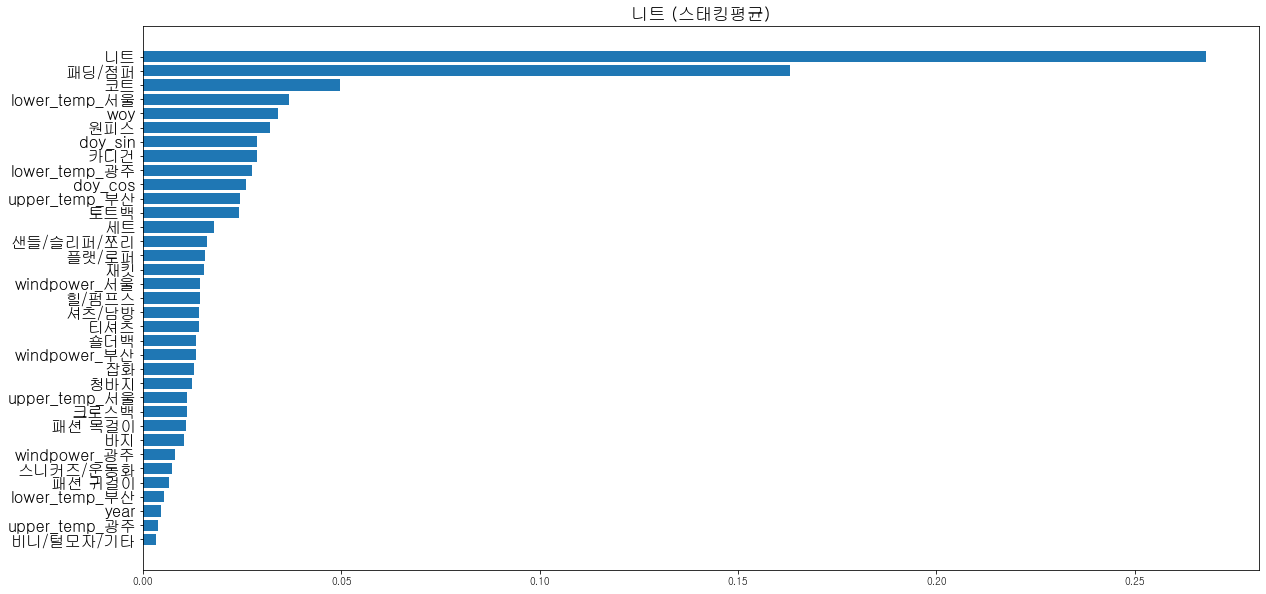 니트 (스태킹평균)
니트
패딩/점퍼
코트
lower_temp_서울
woy
원피스
doy_sin
카디건
lower_temp_광주
doy_cos
upper_temp_부산
토트백
세트
샌들/슬리퍼/쪼리
플랫/로퍼
재킷
windpower_서울
힐/펌프스
셔츠/남방
티셔츠
숄더백
windpower_부산
잡화
청바지
upper_temp_서울
크로스백
패션 목걸이
바지
windpower_광주
스니커즈/운동화
패션 귀걸이
lower_temp_부산
year
upper_temp_광주
비니/털모자/기타
0.00 0.05 0.10 0.15 0.20 0.25